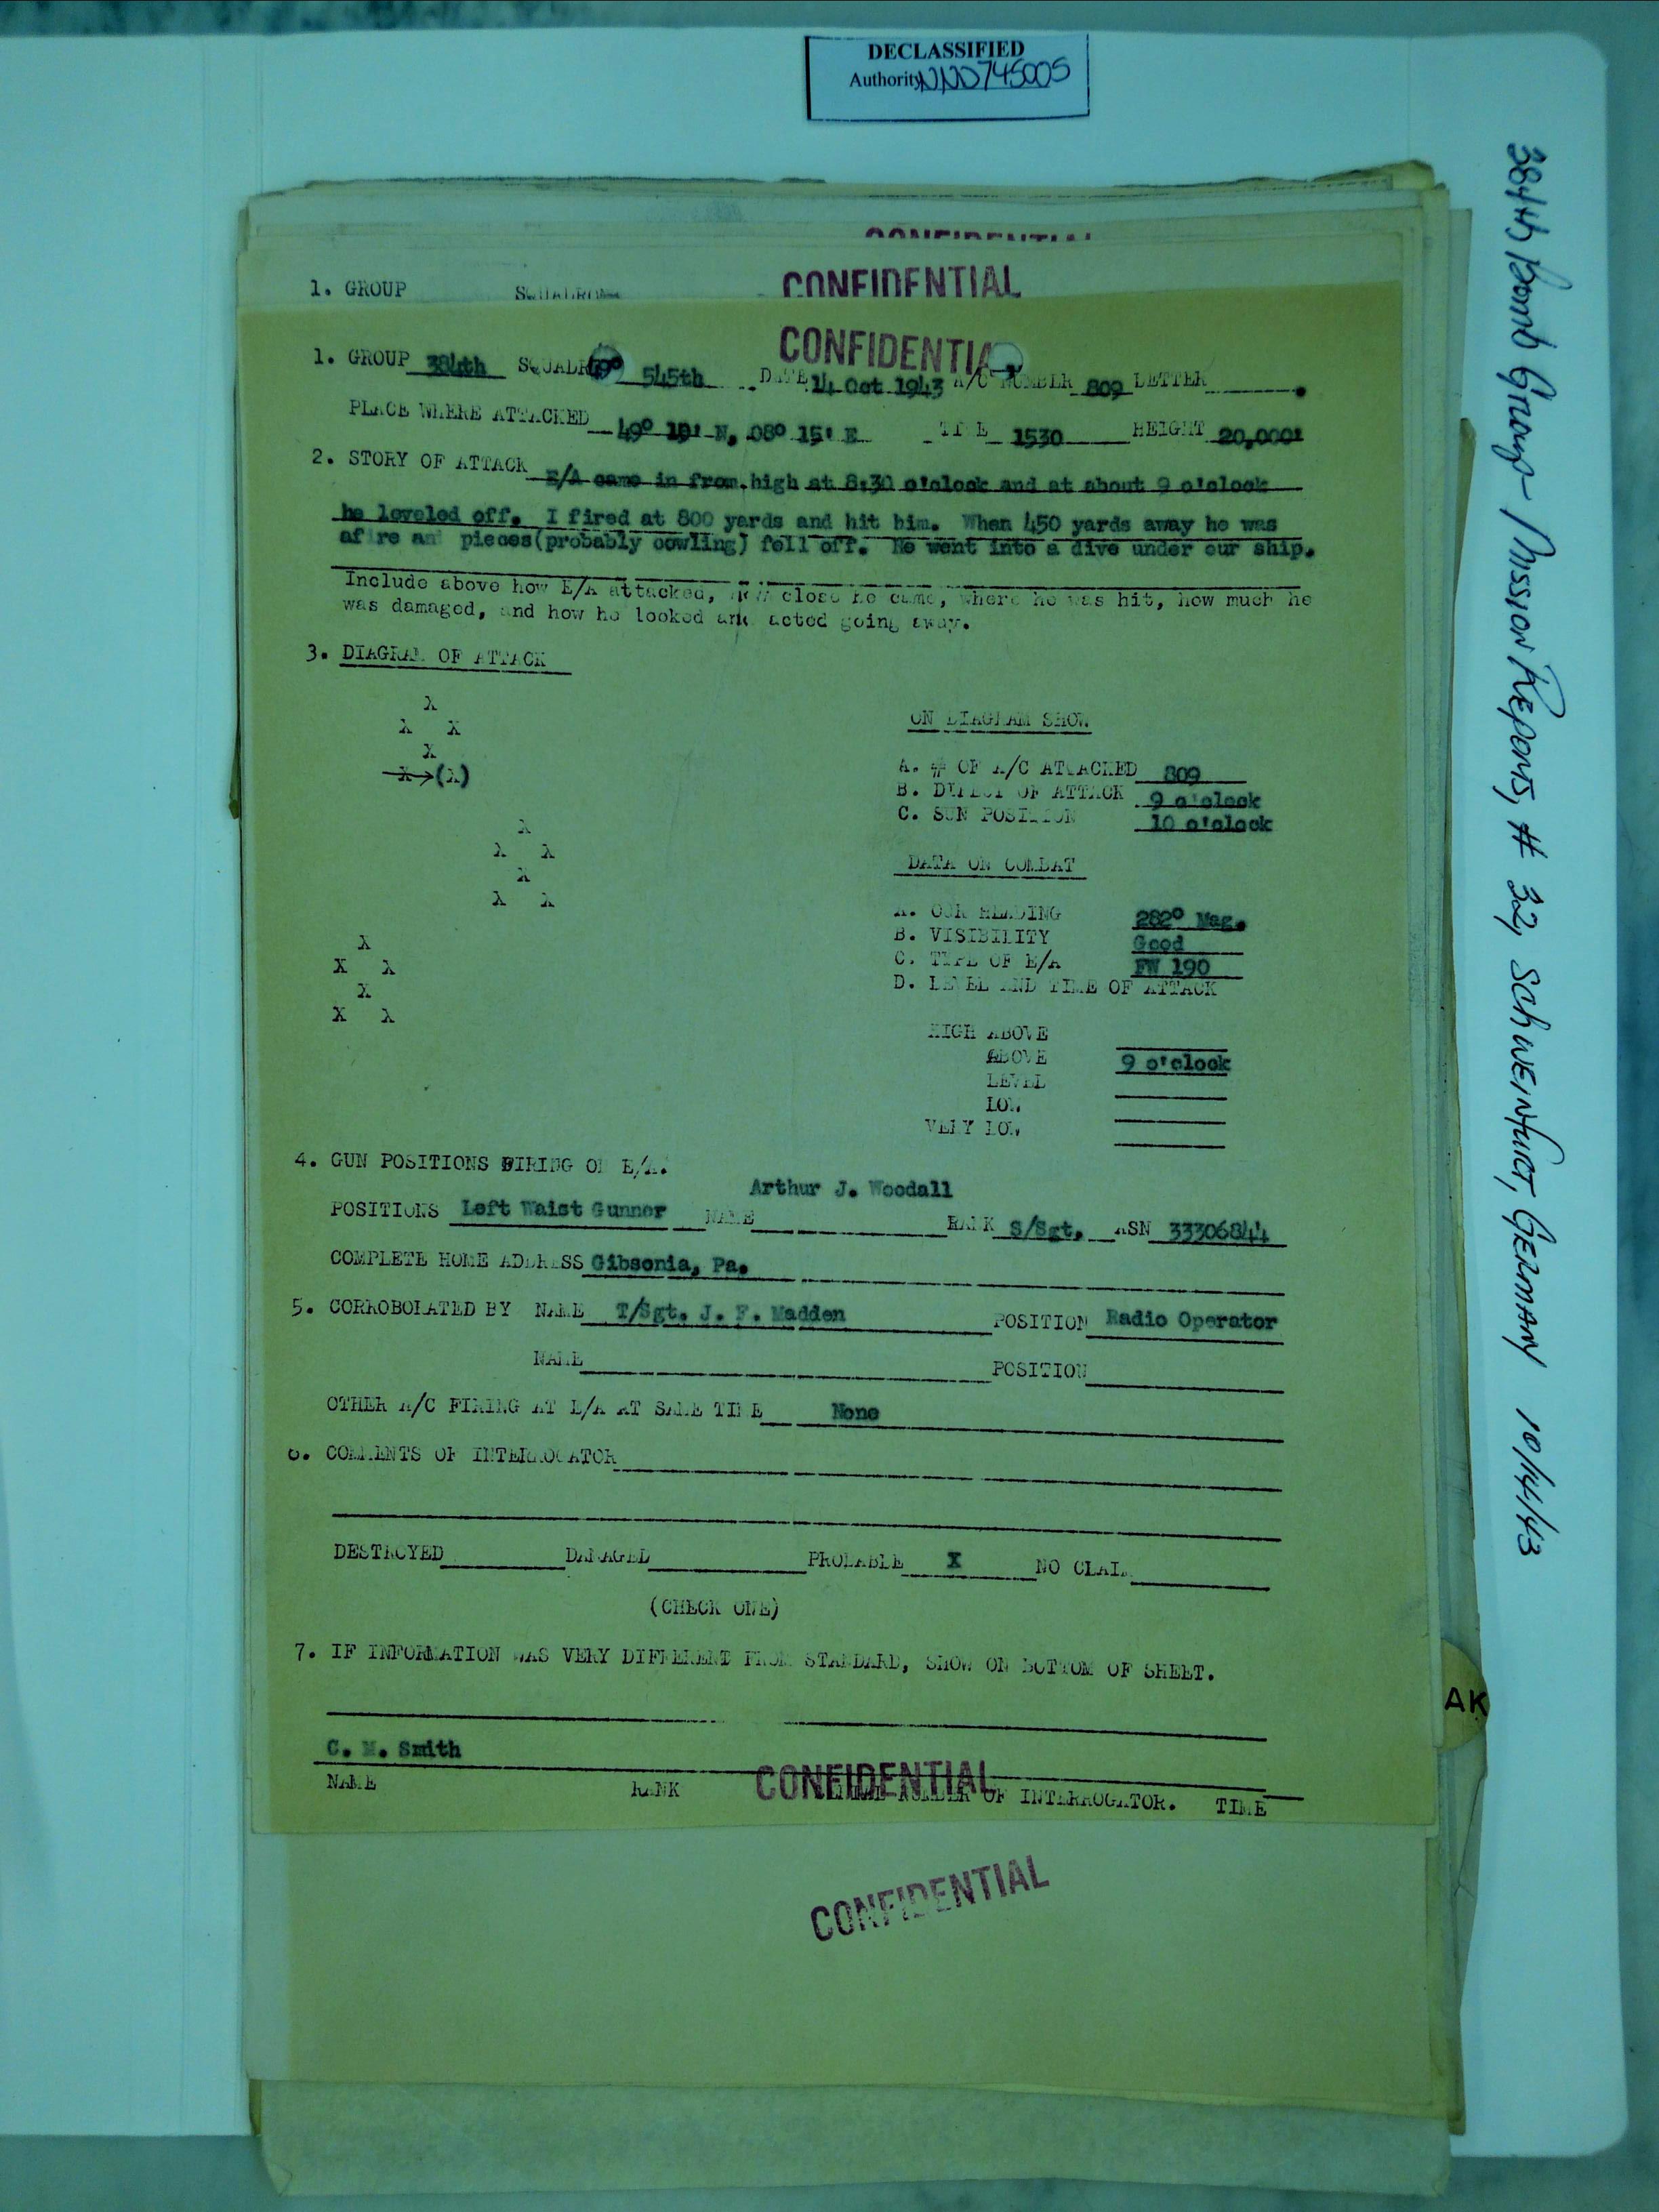 DECLASSIFIED
Authority NND745005
384th Bomb Group - Mission Reports, # 32, Schweinfurt, Germany 10/14/43
CONFIDENTIAL
1. GROUP SQUADRON CONFIDENTIAL
CONFIDENTIAL
1. GROUP 384th SQUADRON 545th DATE 14 Oct 1943 A/C NUMBER 809 LETTER
PLACE WHERE ATTACKED 49° N, 08° 15' E TIME 1530 HEIGHT 20,000'
2. STORY OF ATTACK E/A came in from high at 8:30 o'clock and at about 9 o'clock
he leveled off. I fired at 800 yards and hit him. When 450 yards away he was
afire and pieces(probably cowling) fell off. He went into a dive under our ship.
Include above how E/A attacked, how close he came, where he was hit, how much he
was damaged, and how he looked and acted going away.
3. DIAGRAM OF ATTACK
X
X X
X
X→(X)
X
X X
X
X X
X
X X
X
X X
ON DIAGRAM SHOW
A. # OF A/C ATTACKED 809
B. DIRECT OF ATTACK 9 o'clock
C. SUN POSITION 10 o'clock
DATA ON COMBAT
A. OUR HEADING 282° Mag.
B. VISIBILITY Good
C. TYPE OF E/A FW 190
D. LEVEL AND TIME OF ATTACK
HIGH ABOVE
ABOVE 9 o'clock
LEVEL
LOW
VERY LOW
4. GUN POSITIONS FIRING ON E/A.
Arthur J. Woodall
POSITIONS Left Waist Gunner NAME RANK S/Sgt. ASN 33306844
COMPLETE HOME ADDRESS Gibsonia, Pa.
5. CORROBOLATED BY NAME T/Sgt. J. F. Madden POSITION Radio Operator
NAME POSITION
OTHER A/C FIRING AT E/A AT SAME TIME None
6. COMMENTS OF INTERROGATOR
DESTROYED DAMAGED PROBABLE X NO CLAIM
(CHECK ONE)
7. IF INFORMATION WAS VERY DIFFERENT FROM STANDARD, SHOW ON BOTTOM OF SHEET.
C. M. Smith
NAME RANK CONFIDENTIAL OF INTERROGATOR. TIME
CONFIDENTIAL
AK